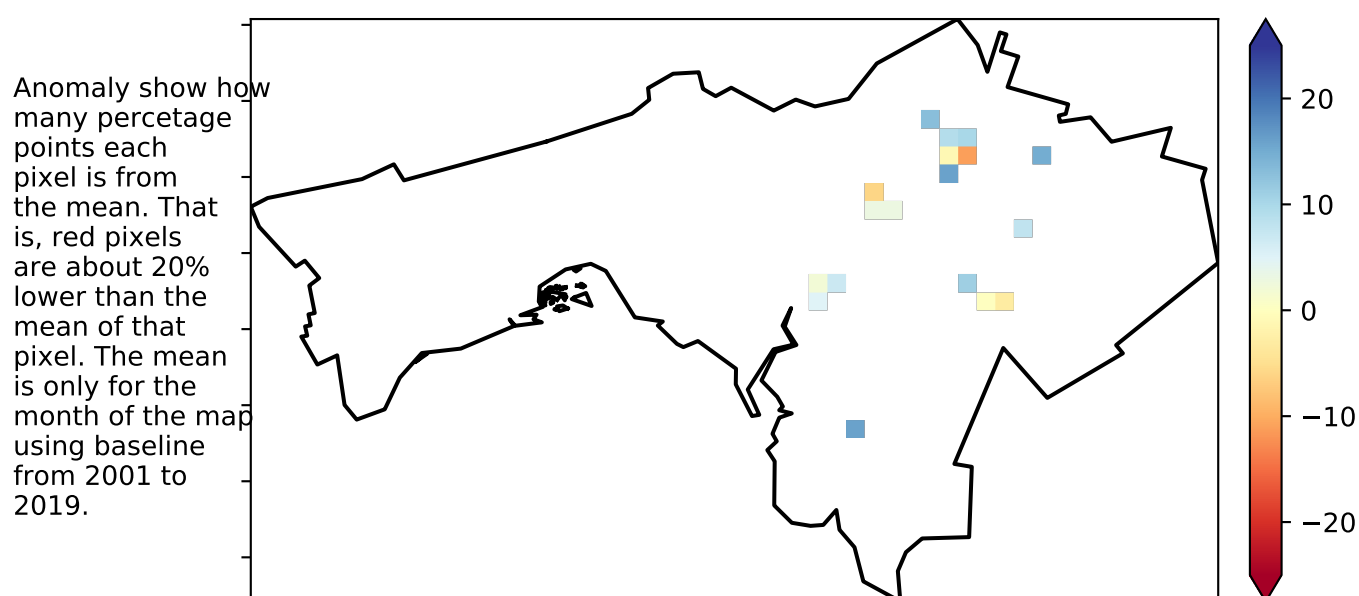 Anomaly show how
many percetage
points each
pixel is from
the mean. That
is, red pixels
are about 20%
lower than the
mean of that
pixel. The mean
is only for the
month of the map
using baseline
from 2001 to
2019.
20
10
0
−10
−20